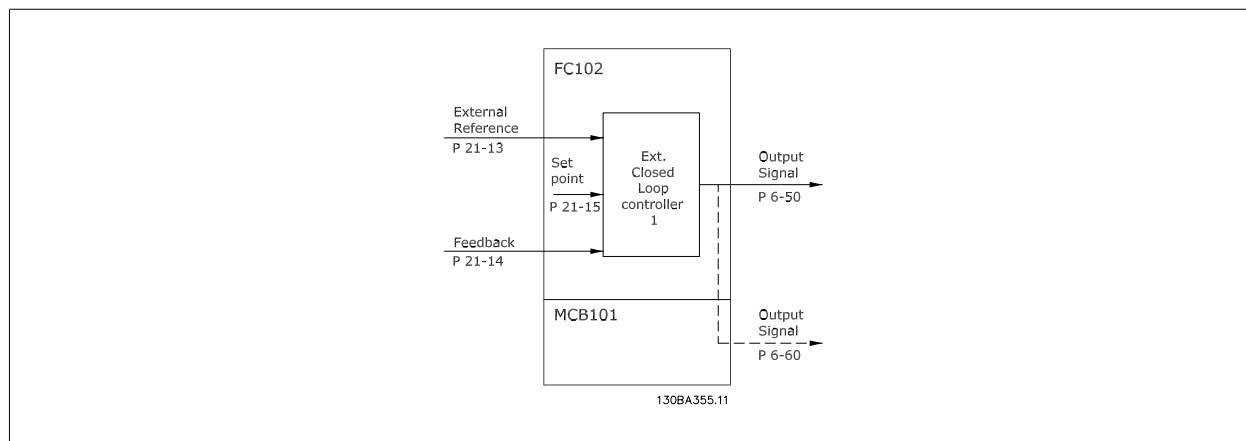 FC102
External
Reference
P 21-13
Set
point
P 21-15
Feedback
P 21-14
Ext.
Closed
Loop
controller
1
Output
Signal
P 6-50
MCB101
Output
Signal
P 6-60
130BA355.11